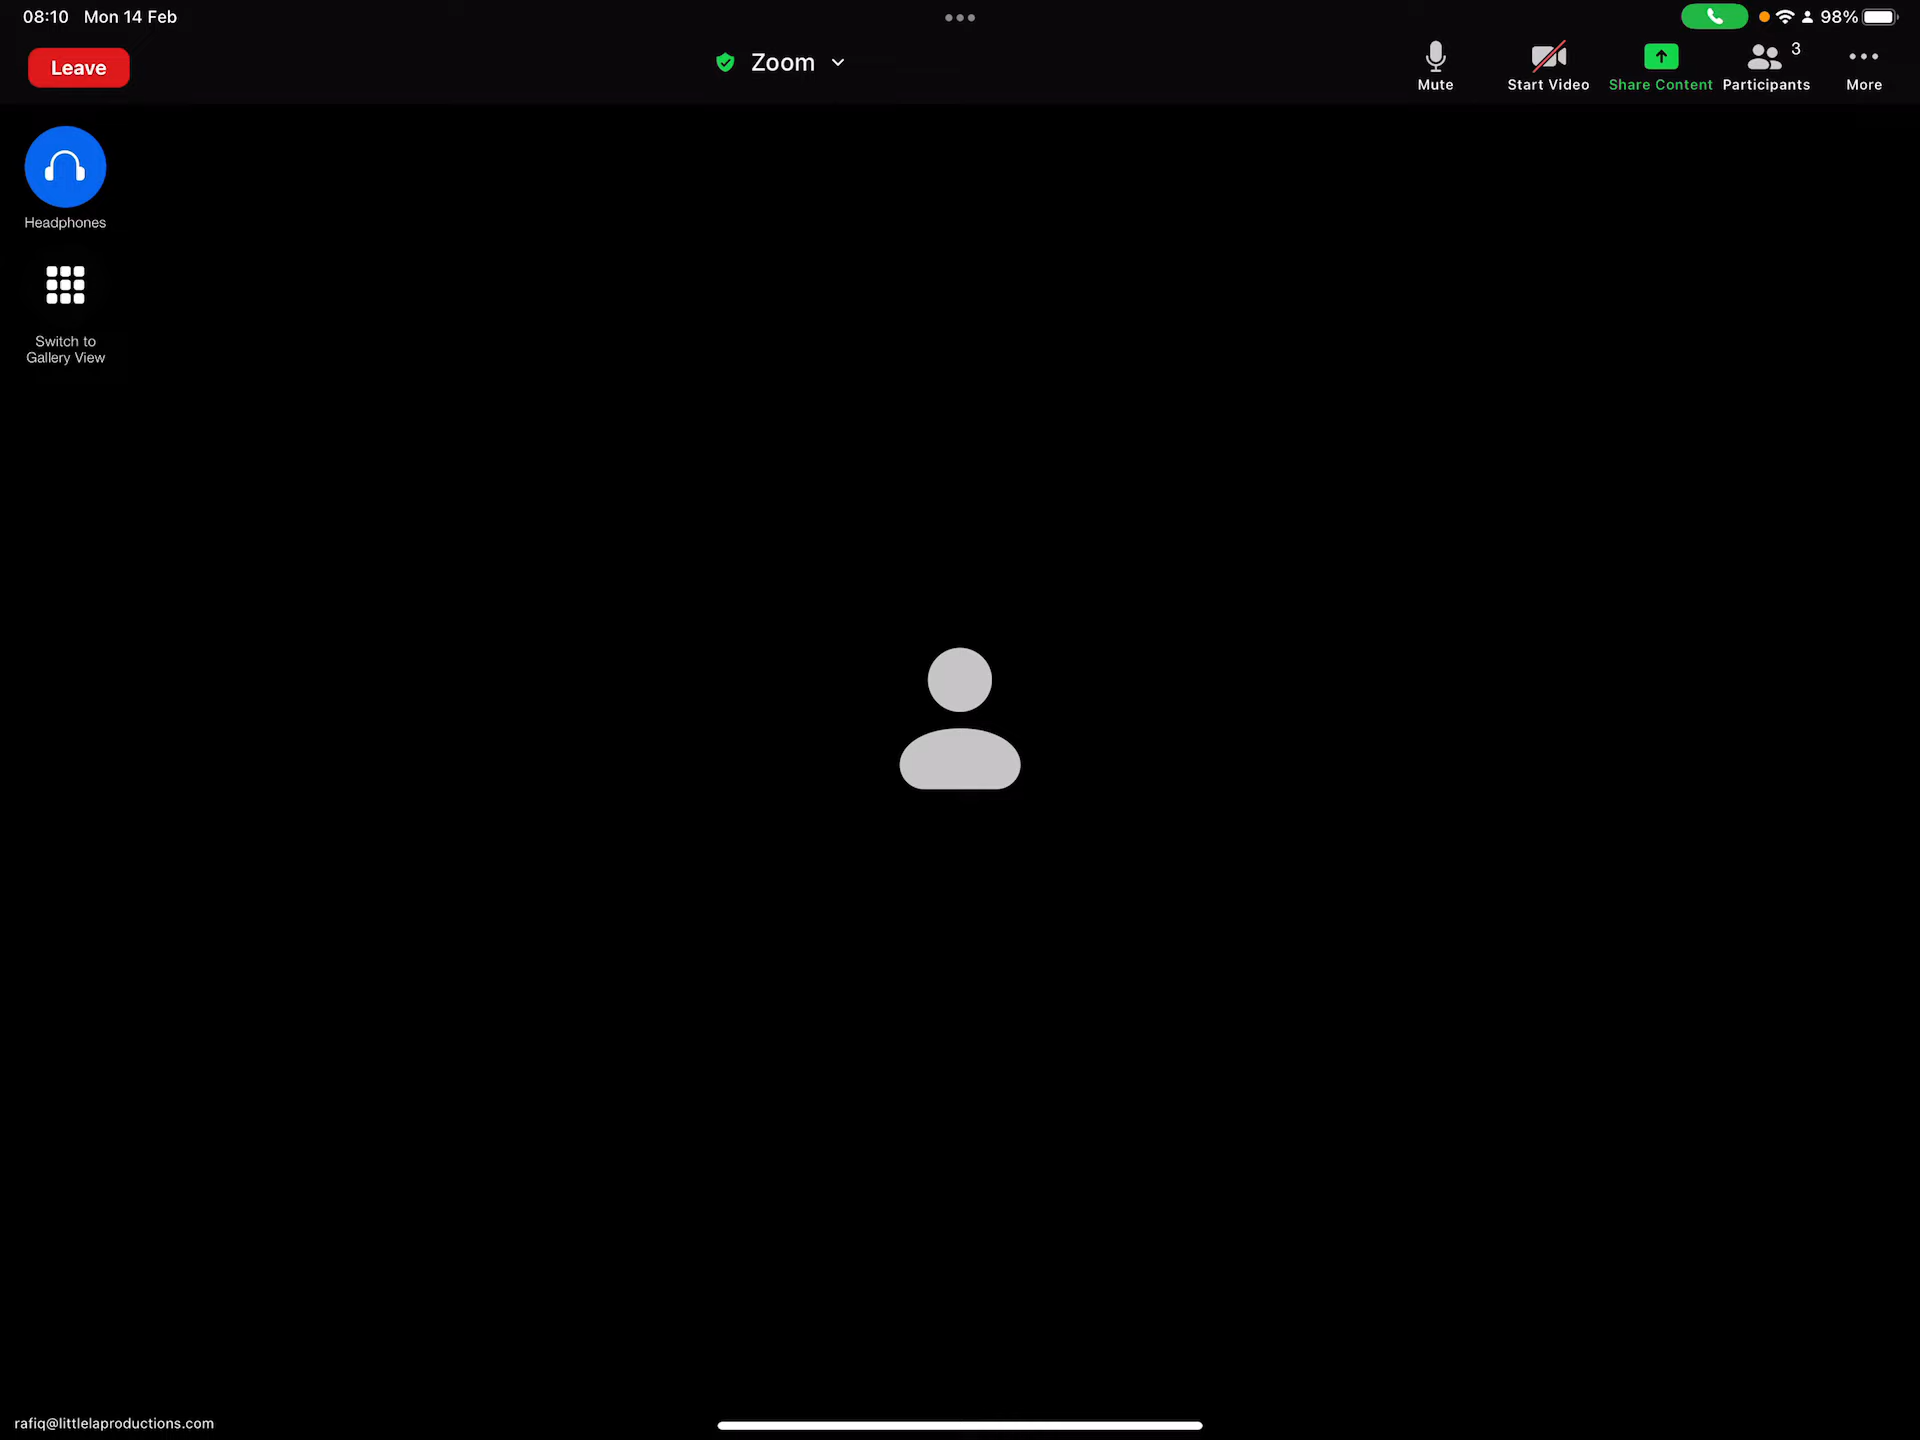 08:10 Mon 14 Feb
98%
Leave
Zoom
Mute
Start Video
Share Content
Participants 3
More
Headphones
Switch to
Gallery View
rafiq@littlelaproductions.com